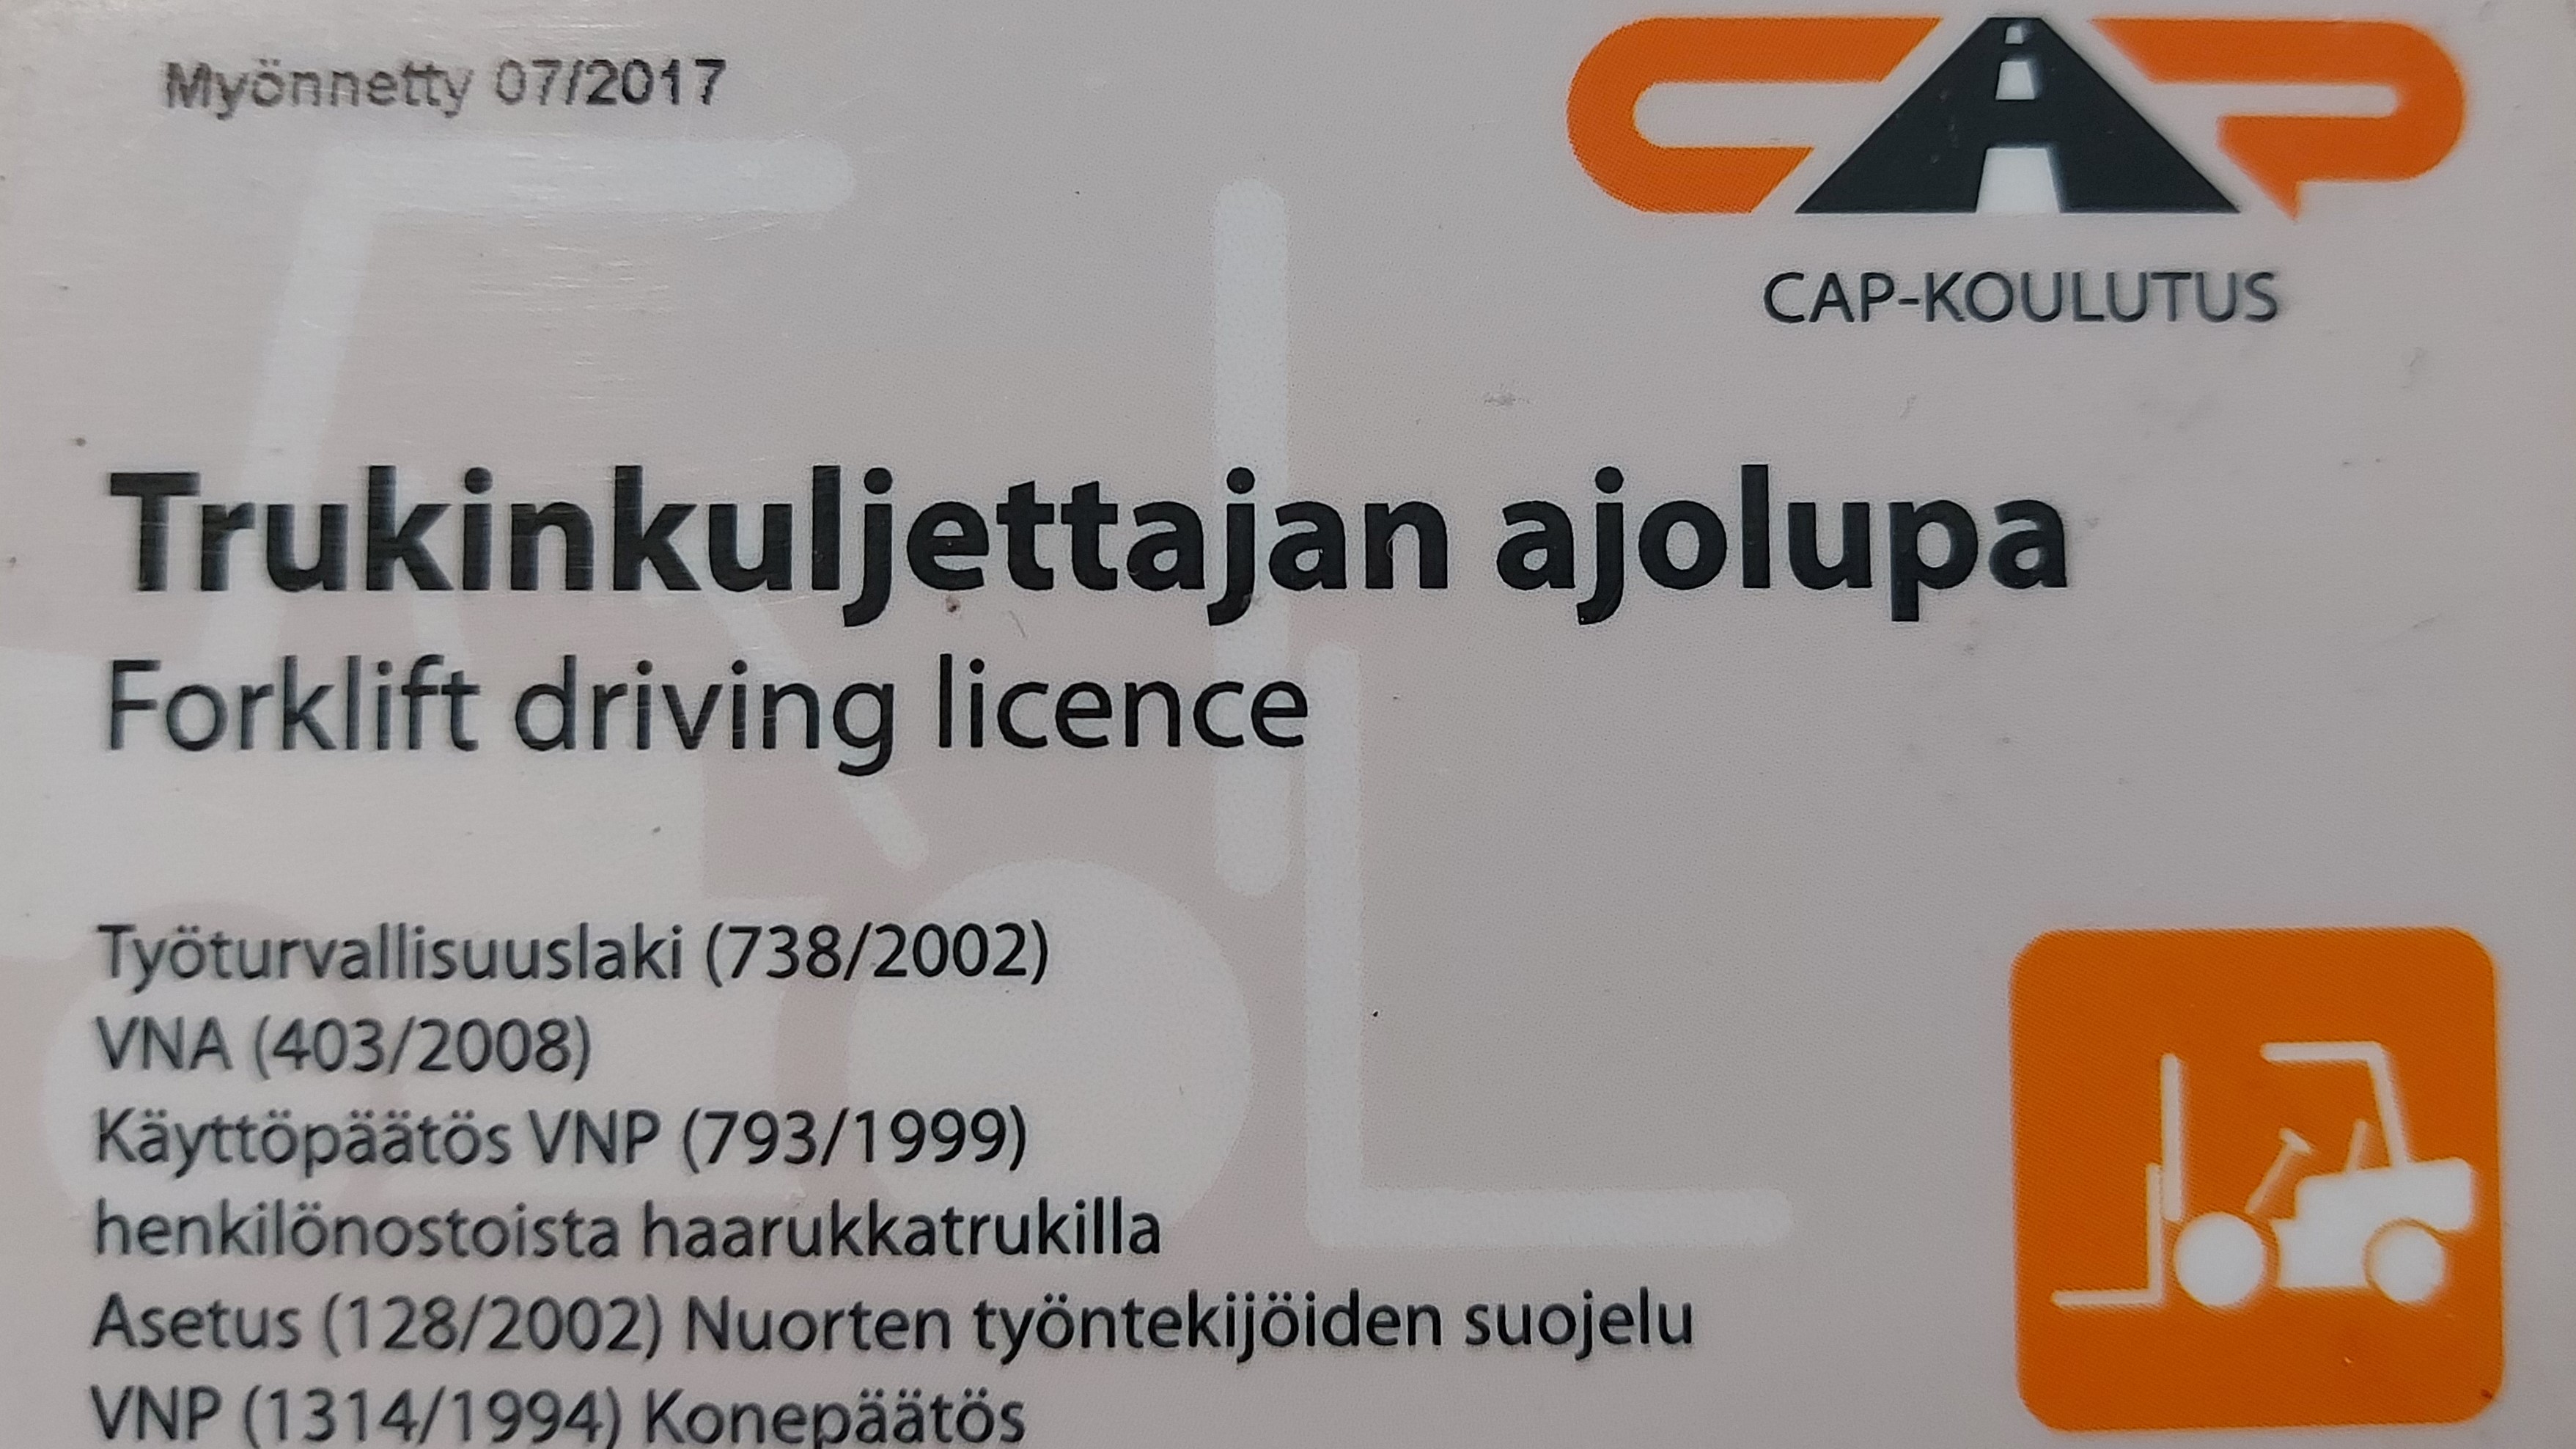 Myönnetty 07/2017
CAP
CAP-KOULUTUS
Trukinkuljettajan ajolupa
Forklift driving licence
Työturvallisuuslaki (738/2002)
VNA (403/2008)
Käyttöpäätös VNP (793/1999)
henkilönostoista haarukkatrukilla
Asetus (128/2002) Nuorten työntekijöiden suojelu
VNP (1314/1994) Konepäätös